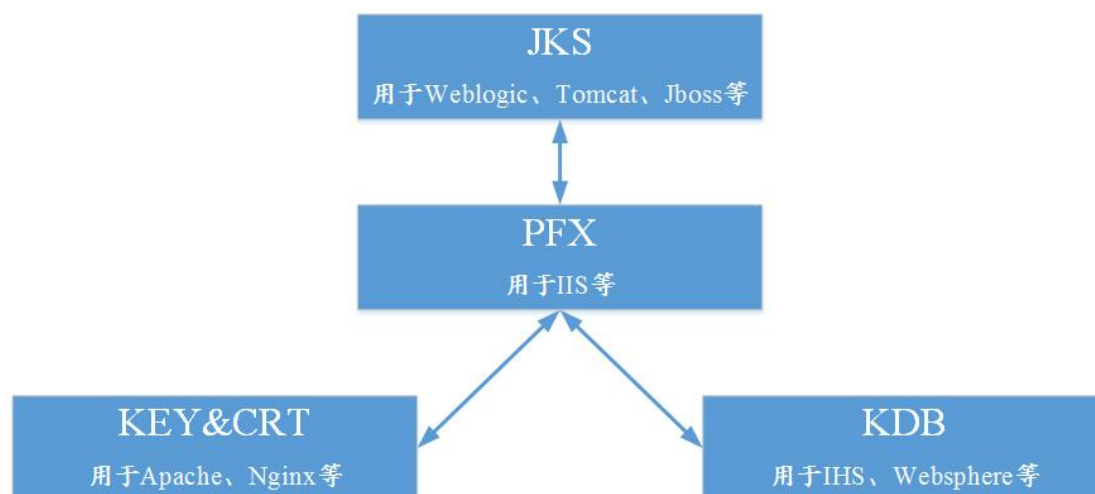 JKS
用于Weblogic、Tomcat、Jboss等
PFX
用于IIS等
KEY&CRT
用于Apache、Nginx等
KDB
用于IHS、Websphere等